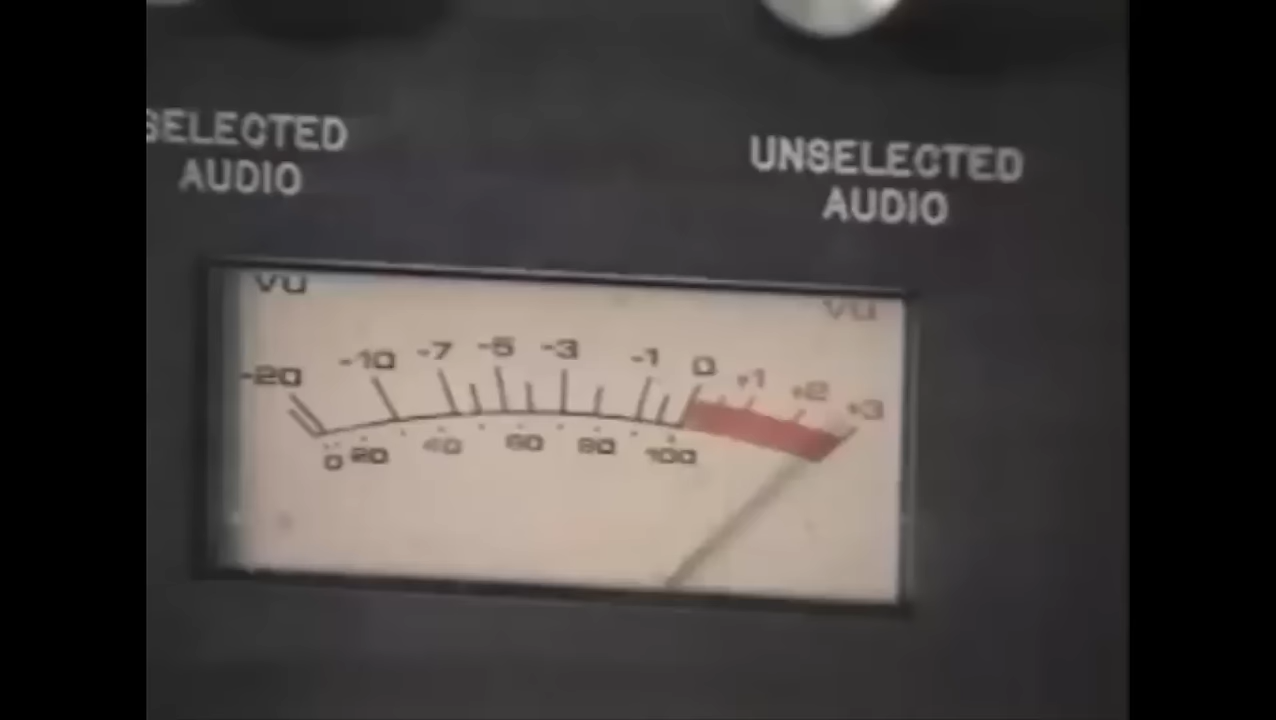 SELECTED
AUDIO
UNSELECTED
AUDIO
VU
VU
-20 -10 -7 -5 -3 -1 0 +1 +2 +3
0 20 40 60 80 100